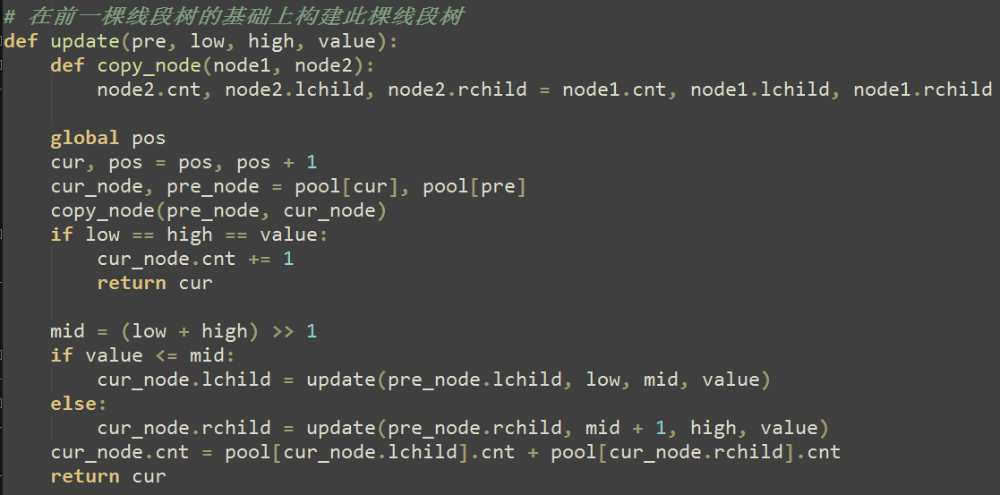 # 在前一棵线段树的基础上构建此棵线段树
def update(pre, low, high, value):
    def copy_node(node1, node2):
        node2.cnt, node2.lchild, node2.rchild = node1.cnt, node1.lchild, node1.rchild
    global pos
    cur, pos = pos, pos + 1
    cur_node, pre_node = pool[cur], pool[pre]
    copy_node(pre_node, cur_node)
    if low == high == value:
        cur_node.cnt += 1
        return cur
    mid = (low + high) >> 1
    if value <= mid:
        cur_node.lchild = update(pre_node.lchild, low, mid, value)
    else:
        cur_node.rchild = update(pre_node.rchild, mid + 1, high, value)
    cur_node.cnt = pool[cur_node.lchild].cnt + pool[cur_node.rchild].cnt
    return cur